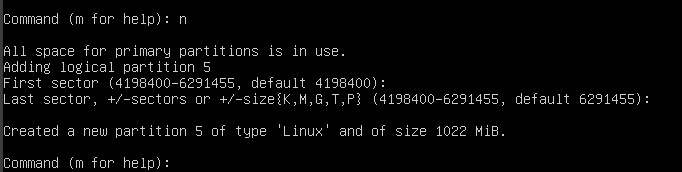 Command (m for help): n
All space for primary partitions is in use.
Adding logical partition 5
First sector (4198400-6291455, default 4198400):
Last sector, +/-sectors or +/-size{K,M,G,T,P} (4198400-6291455, default 6291455):
Created a new partition 5 of type 'Linux' and of size 1022 MiB.
Command (m for help):